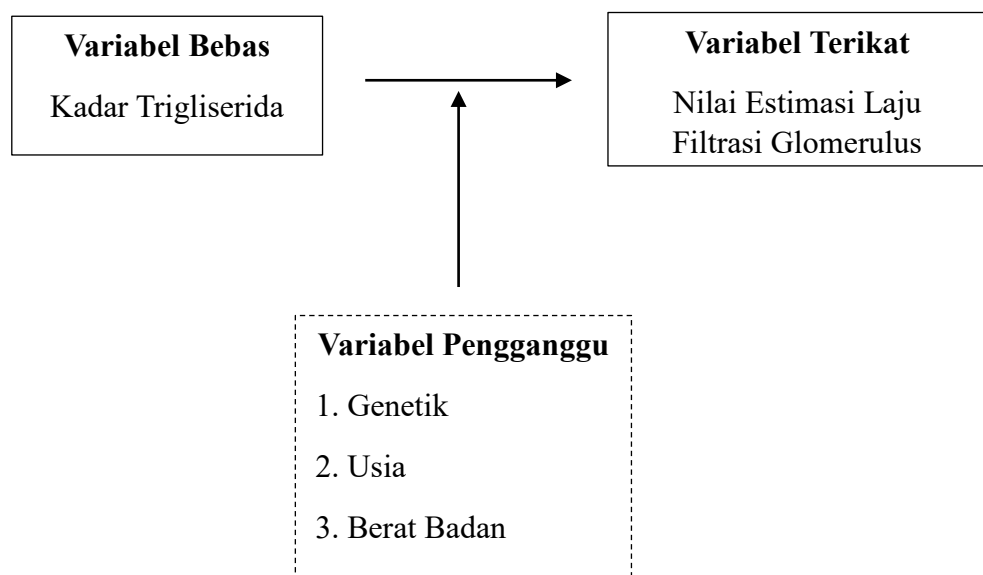 Variabel Bebas
Kadar Trigliserida
Variabel Terikat
Nilai Estimasi Laju
Filtrasi Glomerulus
Variabel Pengganggu
1. Genetik
2. Usia
3. Berat Badan